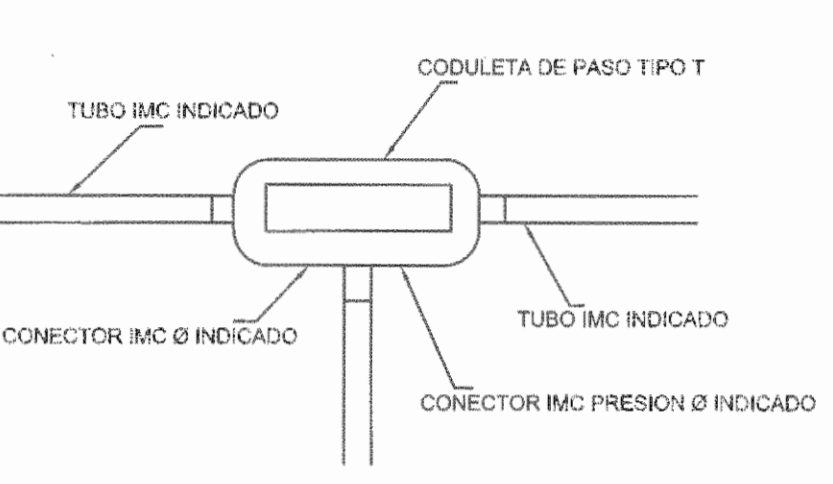 CODULETA DE PASO TIPO T
TUBO IMC INDICADO
CONECTOR IMC Ø INDICADO
TUBO IMC INDICADO
CONECTOR IMC PRESION Ø INDICADO